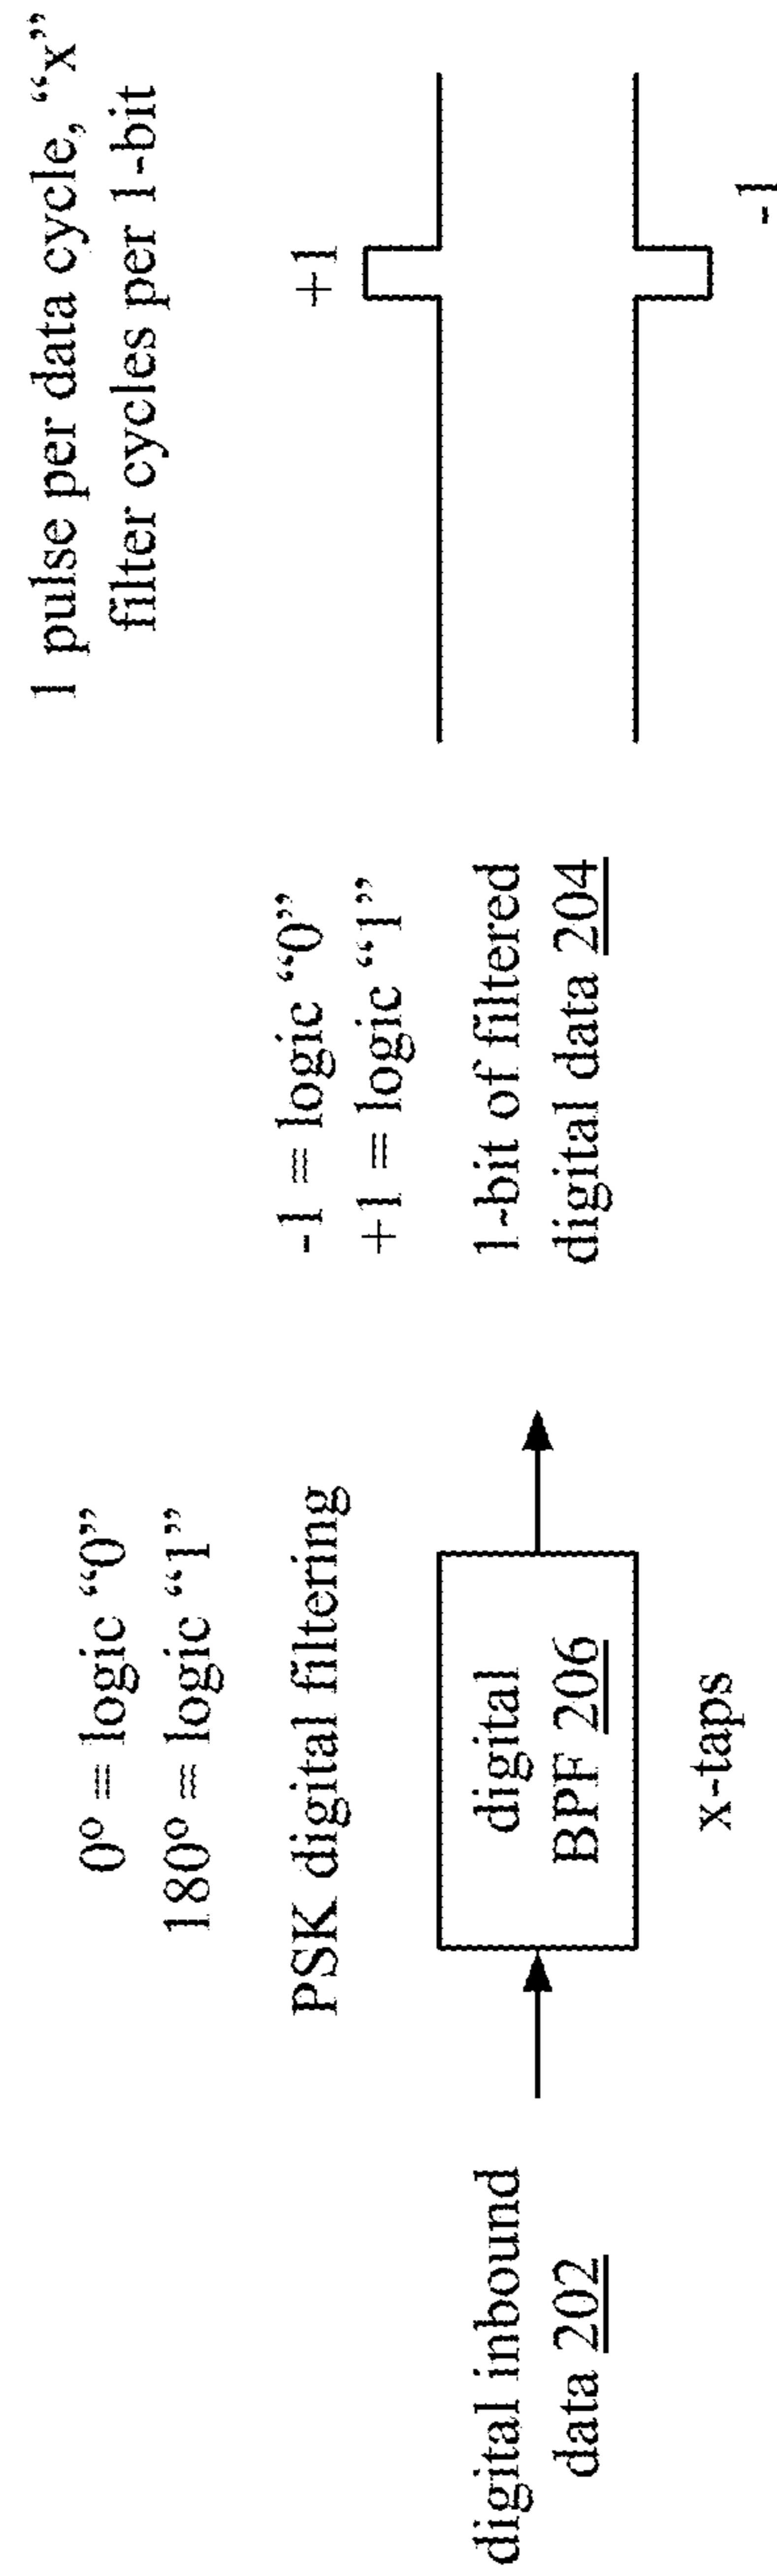 digital inbound
data 202
0° = logic “0”
180° = logic “1”
PSK digital filtering
digital
BPF 206
x-taps
-1 = logic “0”
+1 = logic “1”
1-bit of filtered
digital data 204
1 pulse per data cycle, “x”
filter cycles per 1-bit
+1
-1